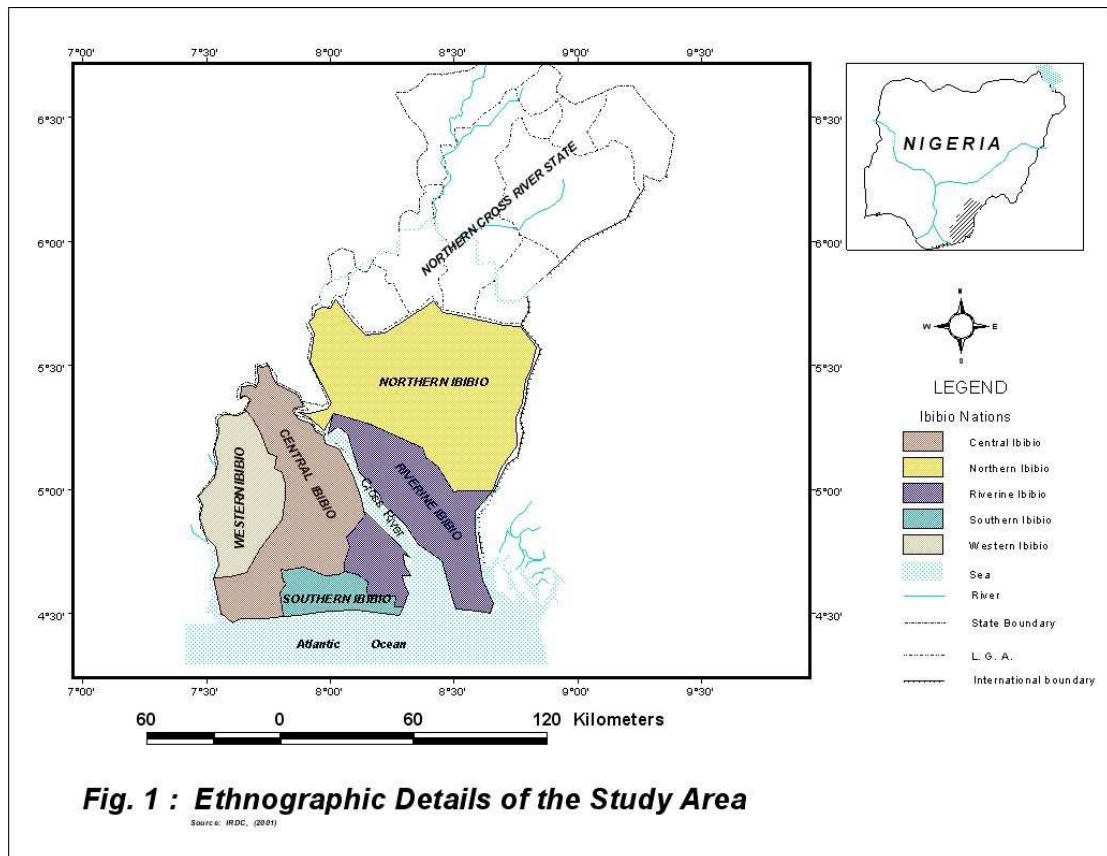 7°00' 7°30' 8°00' 8°30' 9°00' 9°30'
6°30' 6°30'
NIGERIA
NORTHERN CROSS RIVER STATE
6°00' 6°00'
N
W E
S
5°30' 5°30'
NORTHERN IBIBIO
LEGEND
Ibibio Nations
Central Ibibio
Northern Ibibio
Riverine Ibibio
Southern Ibibio
Western Ibibio
Sea
River
State Boundary
L. G. A.
International boundary
WESTERN IBIBIO
CENTRAL IBIBIO
Cross River
RIVERINE IBIBIO
5°00' 5°00'
4°30' 4°30'
SOUTHERN IBIBIO
Atlantic Ocean
7°00' 7°30' 8°00' 8°30' 9°00' 9°30'
60 0 60 120 Kilometers
Fig. 1 : Ethnographic Details of the Study Area
Source: IRDC, (2001)